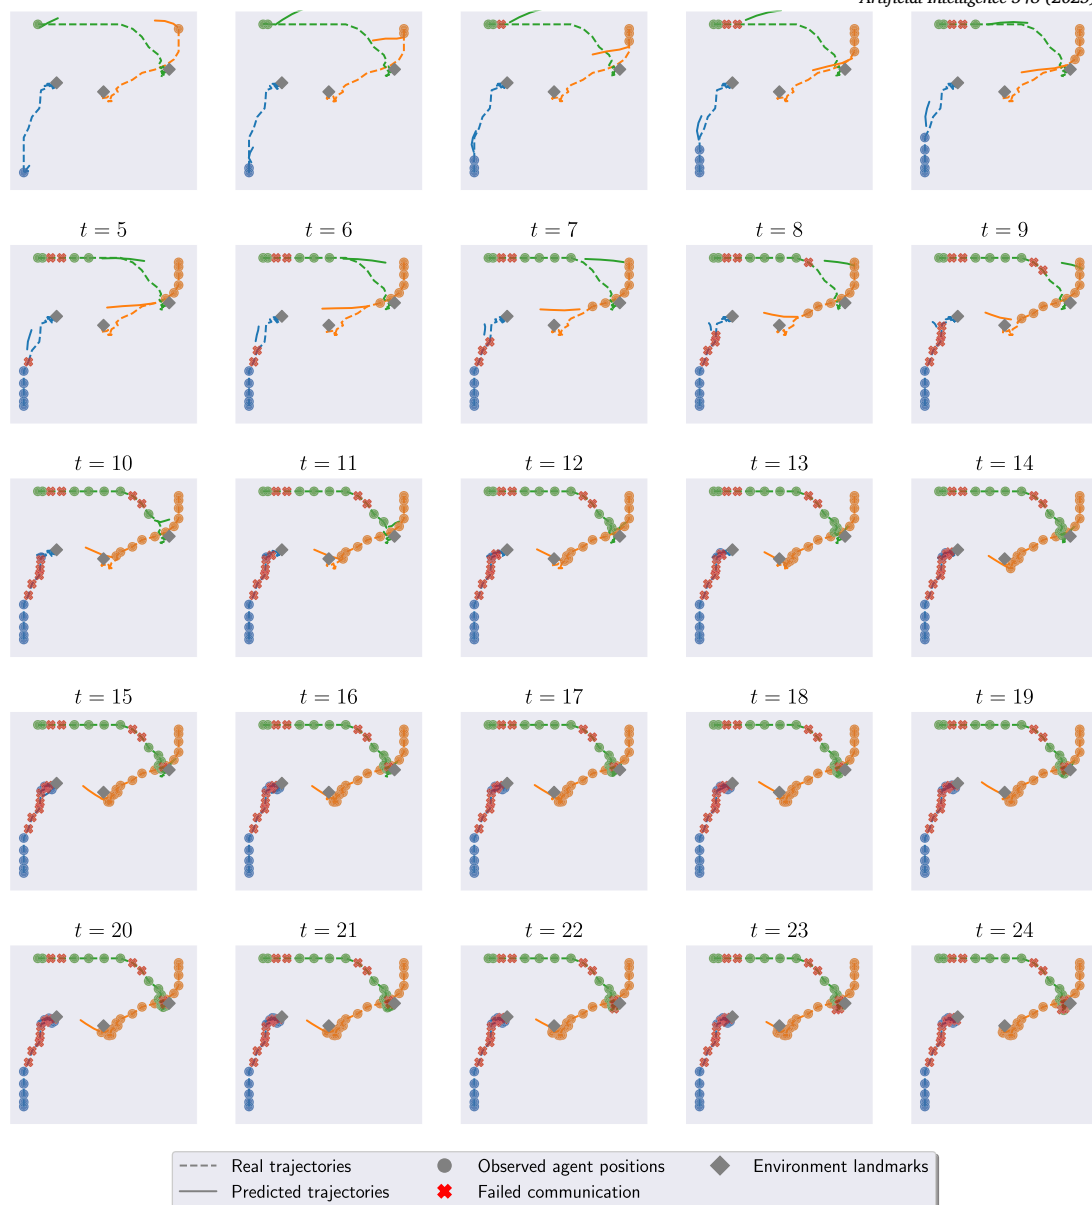 Artificial Intelligence
t = 5
t = 6
t = 7
t = 8
t = 9
t = 10
t = 11
t = 12
t = 13
t = 14
t = 15
t = 16
t = 17
t = 18
t = 19
t = 20
t = 21
t = 22
t = 23
t = 24
Real trajectories
Observed agent positions
Environment landmarks
Predicted trajectories
Failed communication